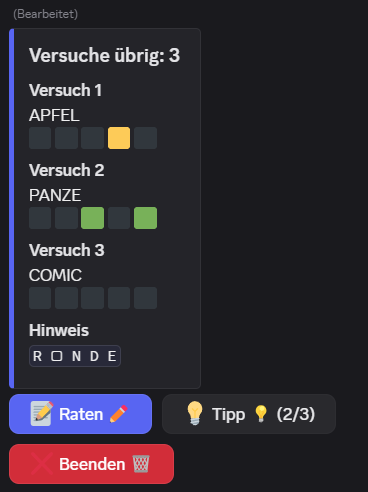 (Bearbeitet)
Versuche übrig: 3
Versuch 1
APFEL
Versuch 2
PANZE
Versuch 3
COMIC
Hinweis
R ▢ N D E
Raten
Tipp (2/3)
Beenden